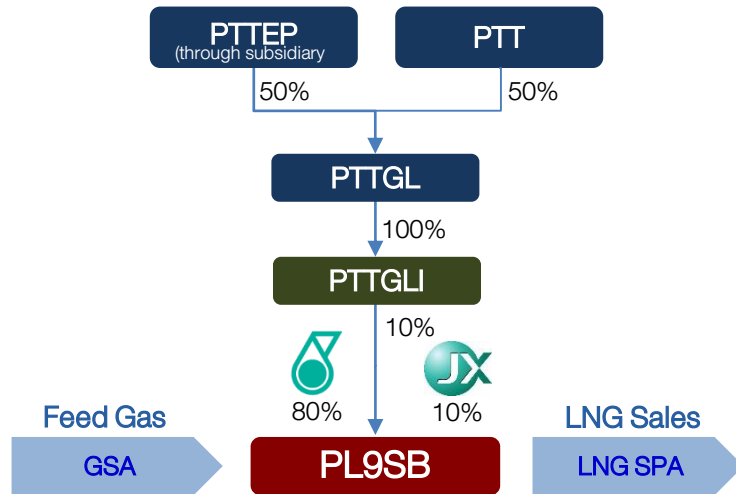 PTTEP
(through subsidiary
PTT
50%
50%
PTTGL
100%
PTTGLI
10%
JX
80%
10%
Feed Gas
LNG Sales
GSA
PL9SB
LNG SPA